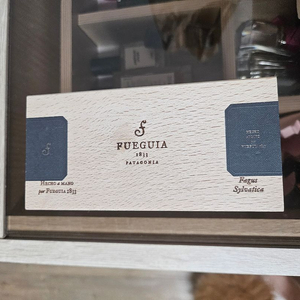 FUEGUIA
1833
PATAGONIA
HECHO A MANO
POR FUEGUIA 1833
Fagus
Sylvatica